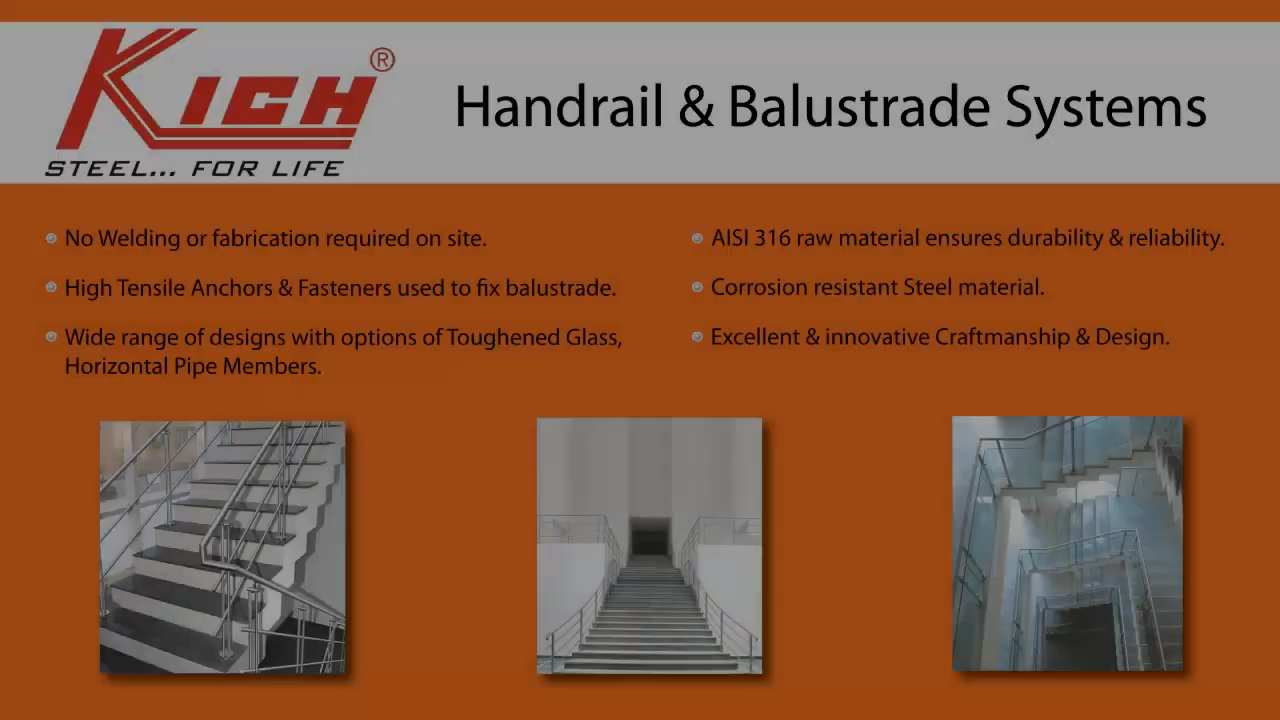 KICH®
STEEL... FOR LIFE
Handrail & Balustrade Systems
No Welding or fabrication required on site.
High Tensile Anchors & Fasteners used to fix balustrade.
Wide range of designs with options of Toughened Glass,
Horizontal Pipe Members.
AISI 316 raw material ensures durability & reliability.
Corrosion resistant Steel material.
Excellent & innovative Craftmanship & Design.